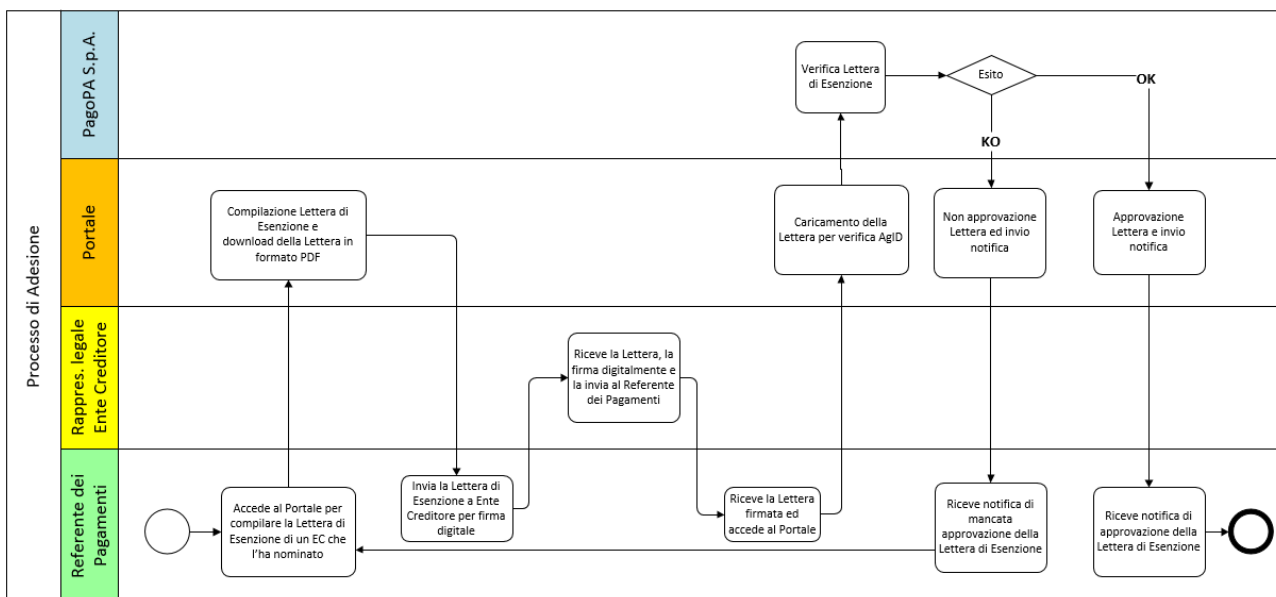 Processo di Adesione
PagoPA S.p.A.
Verifica Lettera
di Esenzione
Esito
OK
KO
Portale
Compilazione Lettera di
Esenzione e
download della Lettera in
formato PDF
Caricamento della
Lettera per verifica AgID
Non approvazione
Lettera ed invio
notifica
Approvazione
Lettera e invio
notifica
Rappres. legale
Ente Creditore
Riceve la Lettera, la
firma digitalmente e
la invia al Referente
dei Pagamenti
Referente dei
Pagamenti
Accede al Portale per
compilare la Lettera di
Esenzione di un EC che
l'ha nominato
Invia la Lettera di
Esenzione a Ente
Creditore per firma
digitale
Riceve la Lettera
firmata ed
accede al Portale
Riceve notifica di
mancata
approvazione della
Lettera di Esenzione
Riceve notifica di
approvazione della
Lettera di Esenzione